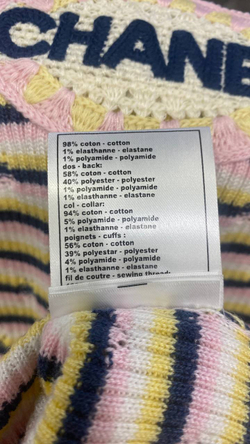 CHANE
98% coton - cotton
1% elasthanne - elastane
1% polyamide - polyamide
dos - back:
58% coton - cotton
40% polyester - polyester
1% polyamide - polyamide
1% elasthanne - elastane
col - collar:
94% coton - cotton
5% polyamide - polyamide
1% elasthanne - elastane
poignets - cuffs :
56% coton - cotton
39% polyester - polyester
4% polyamide - polyamide
1% elasthanne - elastane
fil de coutre - sewing thread: